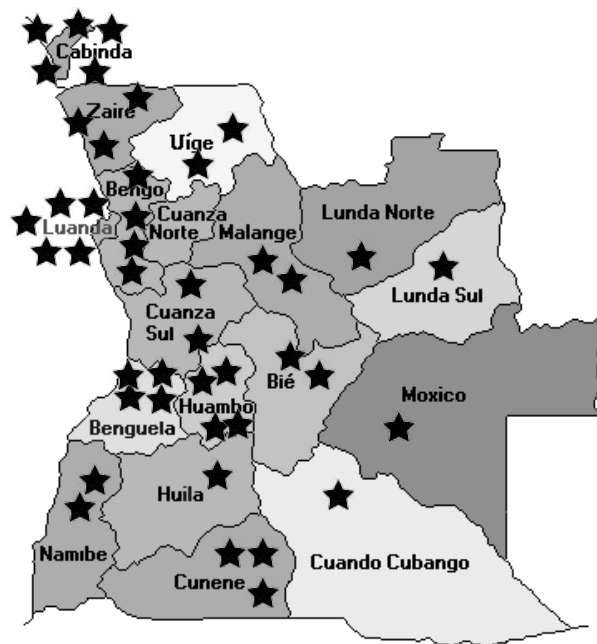 Cabinda
Zaire
Uíge
Bengo
Luanda
Cuanza
Norte
Malange
Lunda Norte
Lunda Sul
Cuanza
Sul
Bié
Moxico
Huambo
Benguela
Huila
Namibe
Cunene
Cuando Cubango